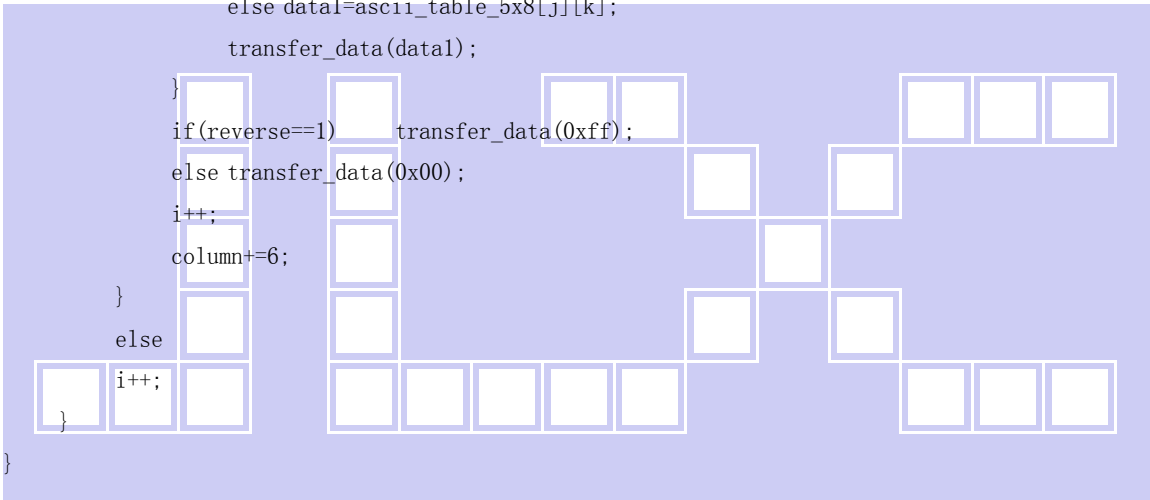 else data1=ascii_table_5x8[j][k];
transfer_data(data1);
}
if(reverse==1) transfer_data(0xff);
else transfer_data(0x00);
i++;
column+=6;
}
else
i++;
}
}